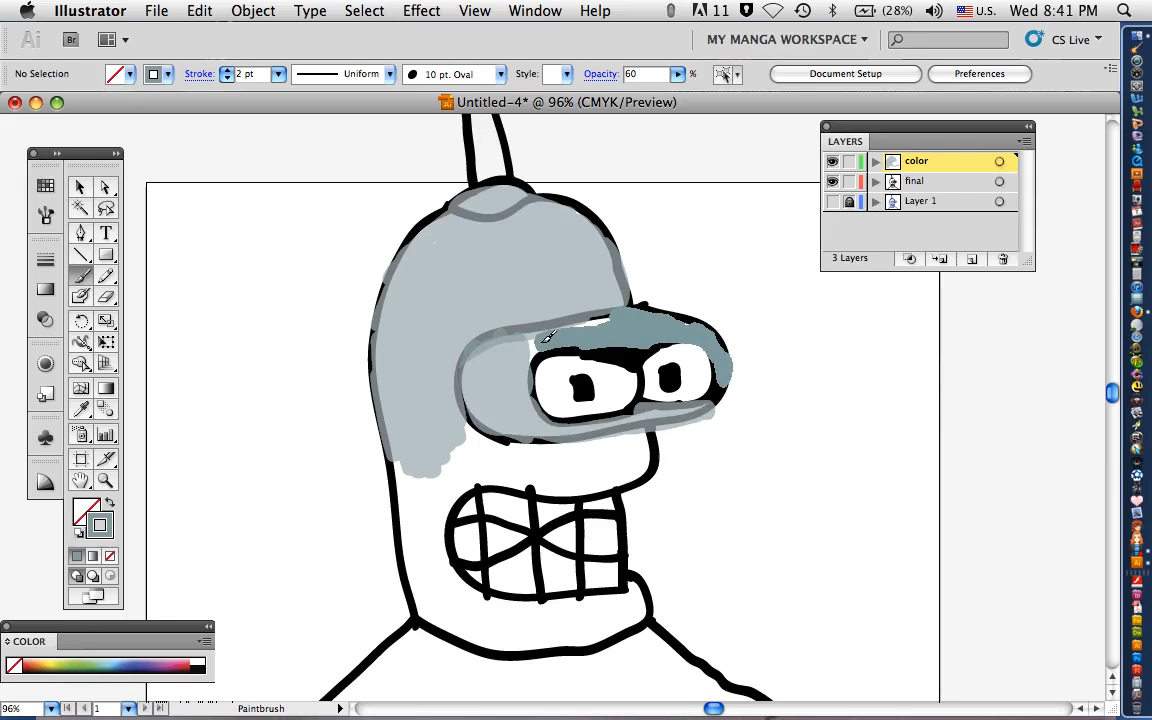 Illustrator File Edit Object Type Select Effect View Window Help 11 (28%) U.S. Wed 8:41 PM
Ai Br MY MANGA WORKSPACE CS Live
No Selection Stroke: 2 pt Uniform 10 pt. Oval Style: Opacity: 60 % Document Setup Preferences
Untitled-4* @ 96% (CMYK/Preview)
LAYERS
color
final
Layer 1
3 Layers
T
COLOR
96% 1 Paintbrush